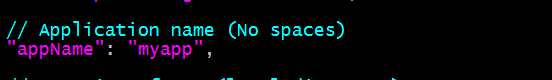 // Application name (No spaces)
"appName": "myapp",